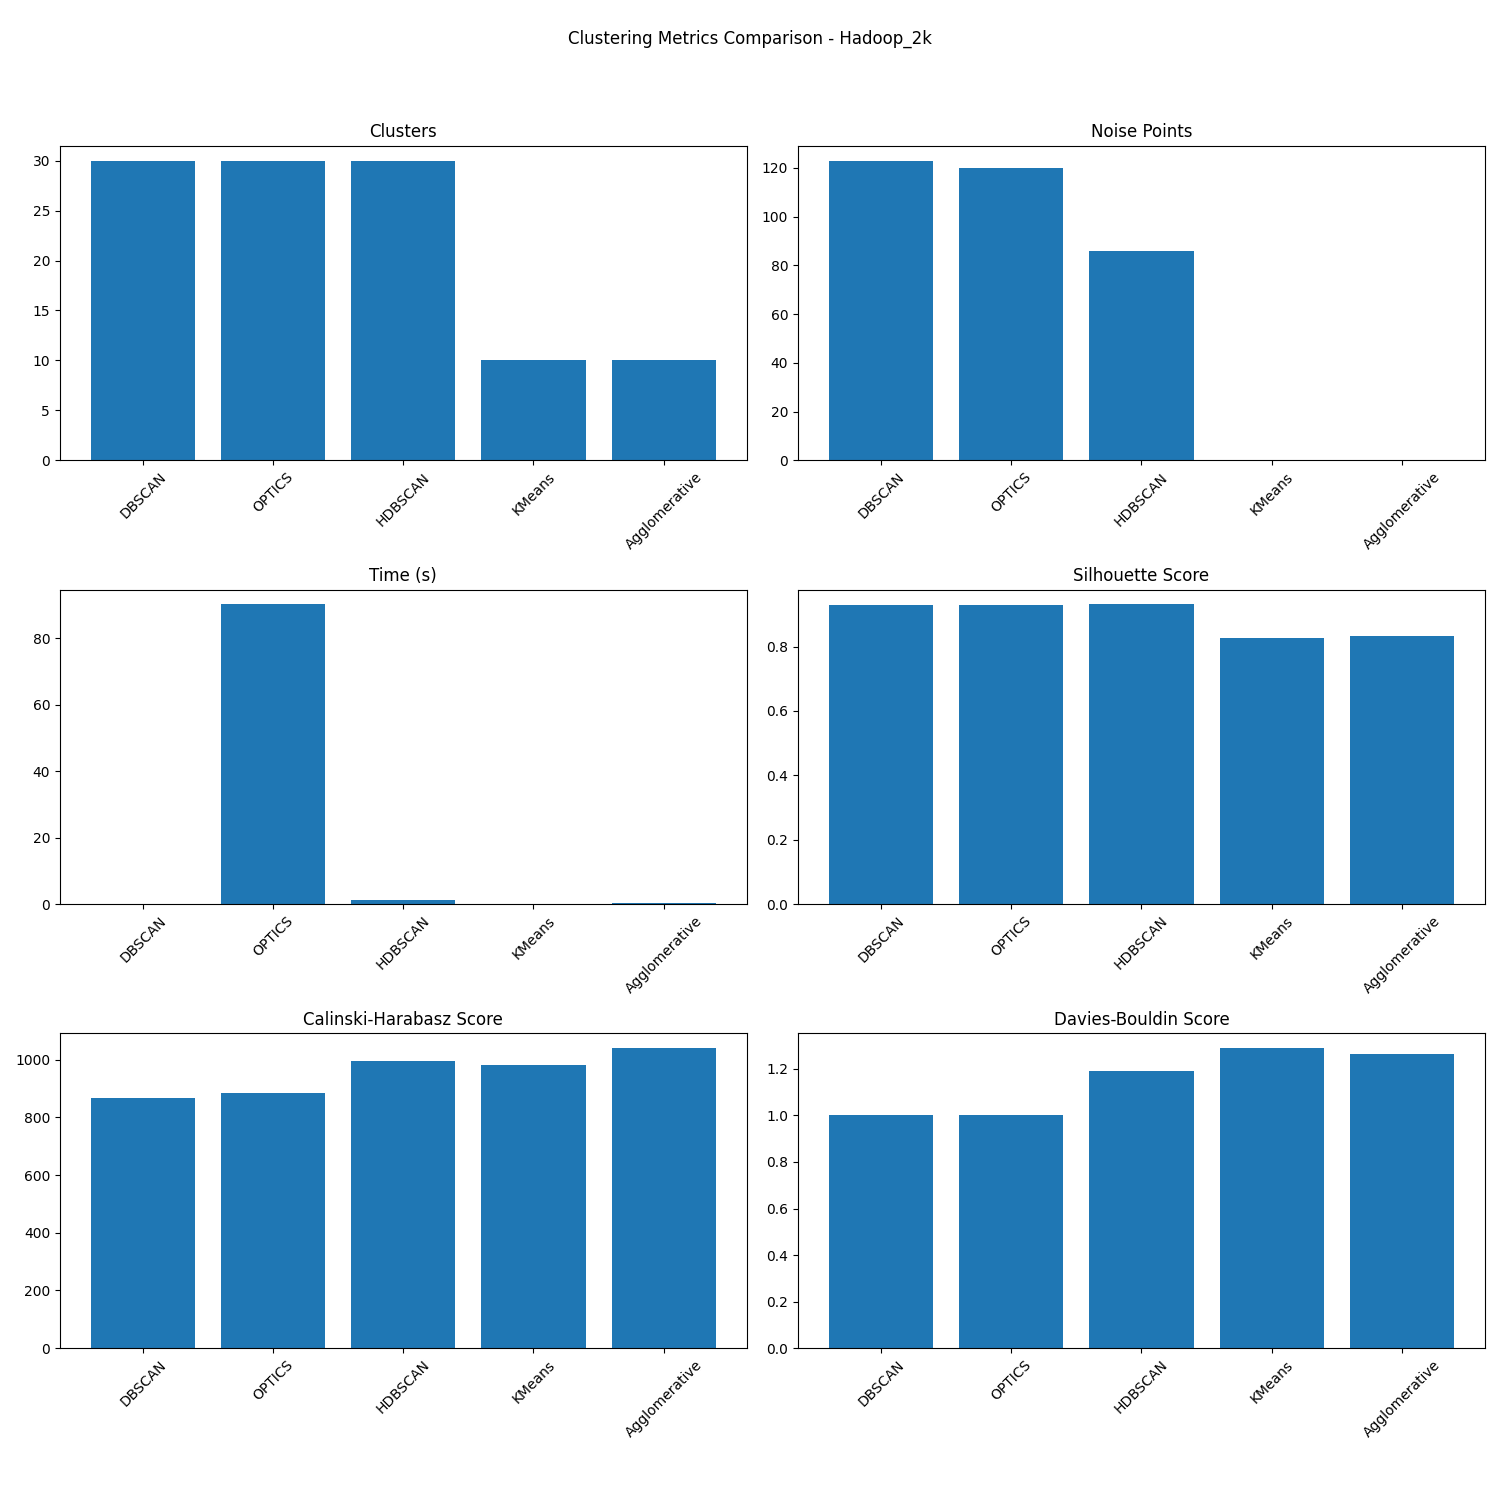 Clustering Metrics Comparison - Hadoop_2k
Clusters
30
25
20
15
10
5
0
DBSCAN
OPTICS
HDBSCAN
KMeans
Agglomerative
Noise Points
120
100
80
60
40
20
0
DBSCAN
OPTICS
HDBSCAN
KMeans
Agglomerative
Time (s)
80
60
40
20
0
DBSCAN
OPTICS
HDBSCAN
KMeans
Agglomerative
Silhouette Score
0.8
0.6
0.4
0.2
0.0
DBSCAN
OPTICS
HDBSCAN
KMeans
Agglomerative
Calinski-Harabasz Score
1000
800
600
400
200
0
DBSCAN
OPTICS
HDBSCAN
KMeans
Agglomerative
Davies-Bouldin Score
1.2
1.0
0.8
0.6
0.4
0.2
0.0
DBSCAN
OPTICS
HDBSCAN
KMeans
Agglomerative